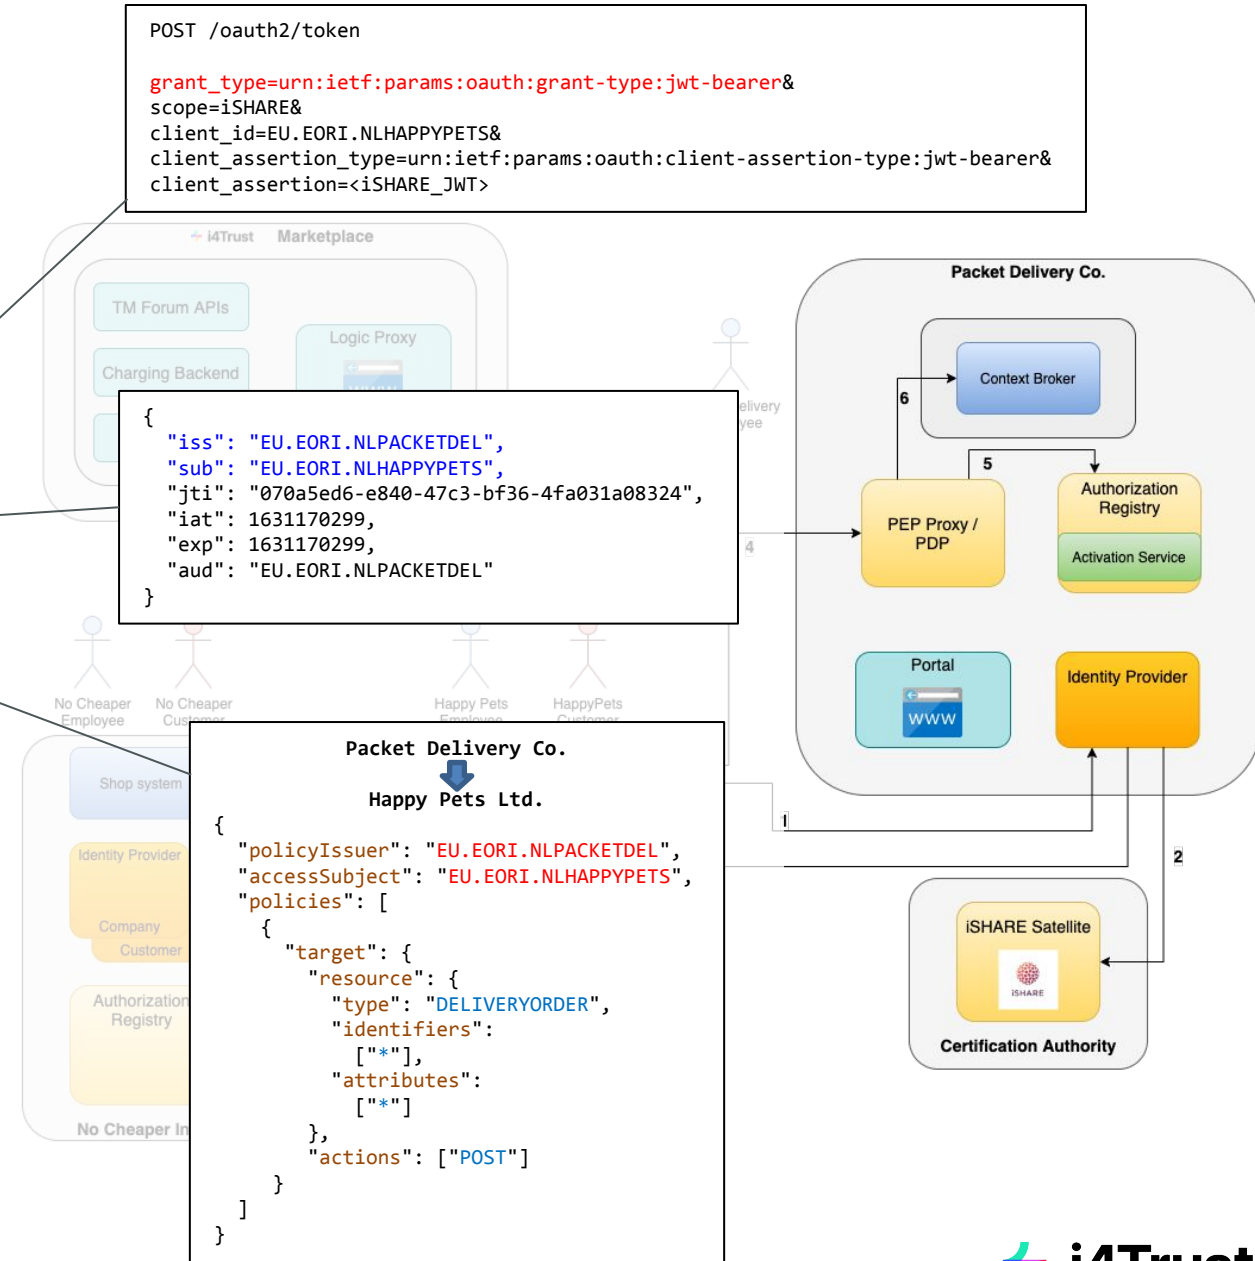 POST /oauth2/token
grant_type=urn:ietf:params:oauth:grant-type:jwt-bearer&
scope=iSHARE&
client_id=EU.EORI.NLHAPPYPETS&
client_assertion_type=urn:ietf:params:oauth:client-assertion-type:jwt-bearer&
client_assertion=<iSHARE_JWT>
i4Trust Marketplace
TM Forum APIs
Logic Proxy
Charging Backend
elivery
yee
{
"iss": "EU.EORI.NLPACKETDEL",
"sub": "EU.EORI.NLHAPPYPETS",
"jti": "070a5ed6-e840-47c3-bf36-4fa031a08324",
"iat": 1631170299,
"exp": 1631170299,
"aud": "EU.EORI.NLPACKETDEL"
}
Packet Delivery Co.
Context Broker
6
5
4
PEP Proxy /
PDP
Authorization
Registry
Activation Service
Portal
WWW
Identity Provider
1
2
iSHARE Satellite
iSHARE
Certification Authority
No Cheaper
Employee
No Cheaper
Customer
Happy Pets
Employee
HappyPets
Customer
Shop system
Identity Provider
Company
Customer
Authorization
Registry
No Cheaper In
Packet Delivery Co.
Happy Pets Ltd.
{
"policyIssuer": "EU.EORI.NLPACKETDEL",
"accessSubject": "EU.EORI.NLHAPPYPETS",
"policies": [
{
"target": {
"resource": {
"type": "DELIVERYORDER",
"identifiers":
["*"],
"attributes":
["*"]
},
"actions": ["POST"]
}
]
}
i4Trust